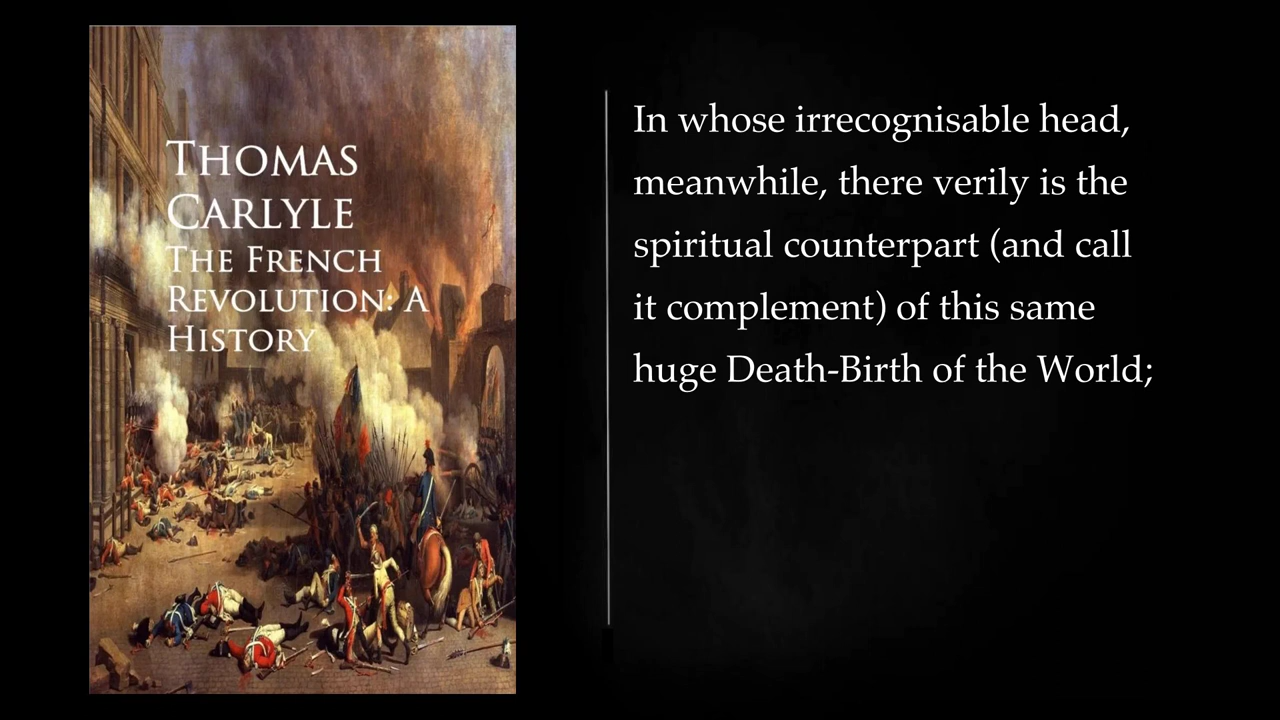 THOMAS
CARLYLE
THE FRENCH
REVOLUTION: A
HISTORY
In whose irrecognisable head,
meanwhile, there verily is the
spiritual counterpart (and call
it complement) of this same
huge Death-Birth of the World;